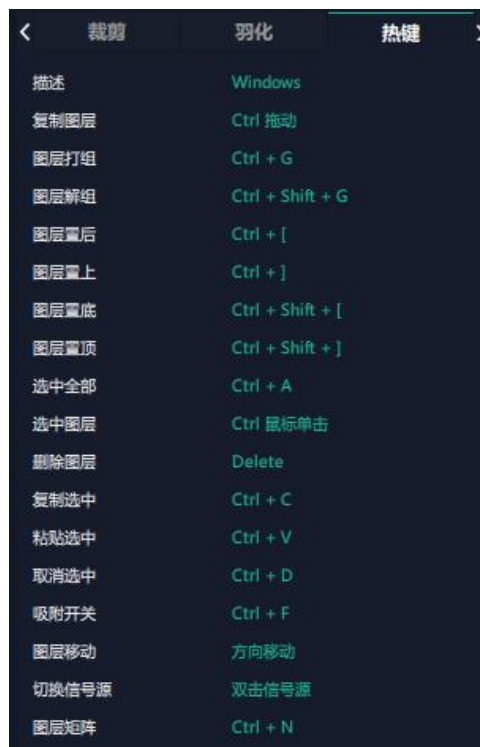 裁剪 羽化 热键
描述 Windows
复制图层 Ctrl 拖动
图层打组 Ctrl + G
图层解组 Ctrl + Shift + G
图层置后 Ctrl + [
图层置上 Ctrl + ]
图层置底 Ctrl + Shift + [
图层置顶 Ctrl + Shift + ]
选中全部 Ctrl + A
选中图层 Ctrl 鼠标单击
删除图层 Delete
复制选中 Ctrl + C
粘贴选中 Ctrl + V
取消选中 Ctrl + D
吸附开关 Ctrl + F
图层移动 方向移动
切换信号源 双击信号源
图层矩阵 Ctrl + N